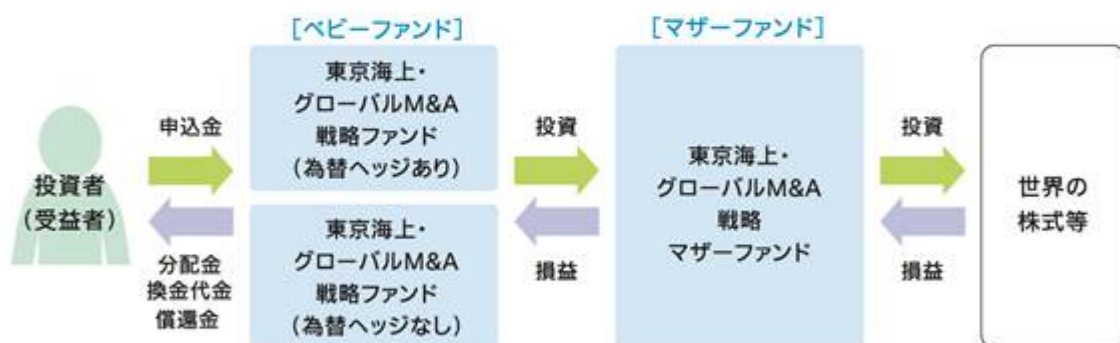 [ベビーファンド]
[マザーファンド]
投資者
(受益者)
申込金
分配金
換金代金
償還金
東京海上・
グローバルM&A
戦略ファンド
(為替ヘッジあり)
東京海上・
グローバルM&A
戦略ファンド
(為替ヘッジなし)
投資
損益
東京海上・
グローバルM&A
戦略
マザーファンド
投資
損益
世界の
株式等